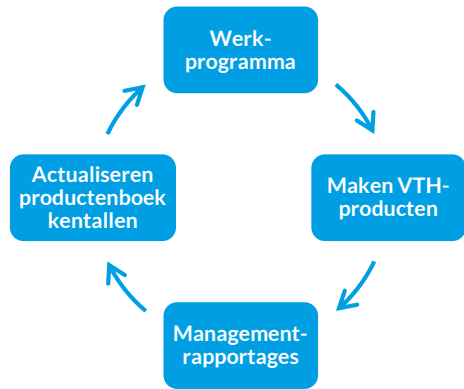 Werk-
programma
Maken VTH-
producten
Management-
rapportages
Actualiseren
productenboek
kentallen